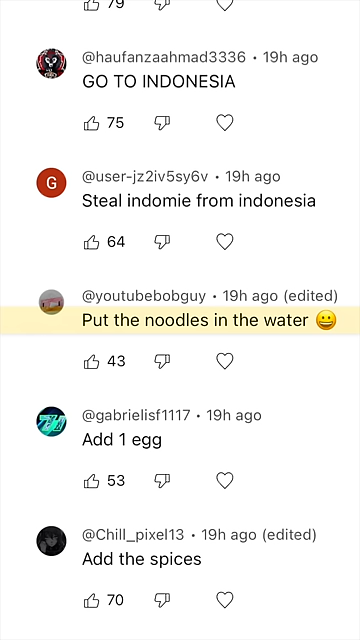 79
@haufanzaahmad3336 • 19h ago
GO TO INDONESIA
75
G
@user-jz2iv5sy6v • 19h ago
Steal indomie from indonesia
64
@youtubebobguy • 19h ago (edited)
Put the noodles in the water 😀
43
@gabrielisf1117 • 19h ago
Add 1 egg
53
@Chill_pixel13 • 19h ago (edited)
Add the spices
70